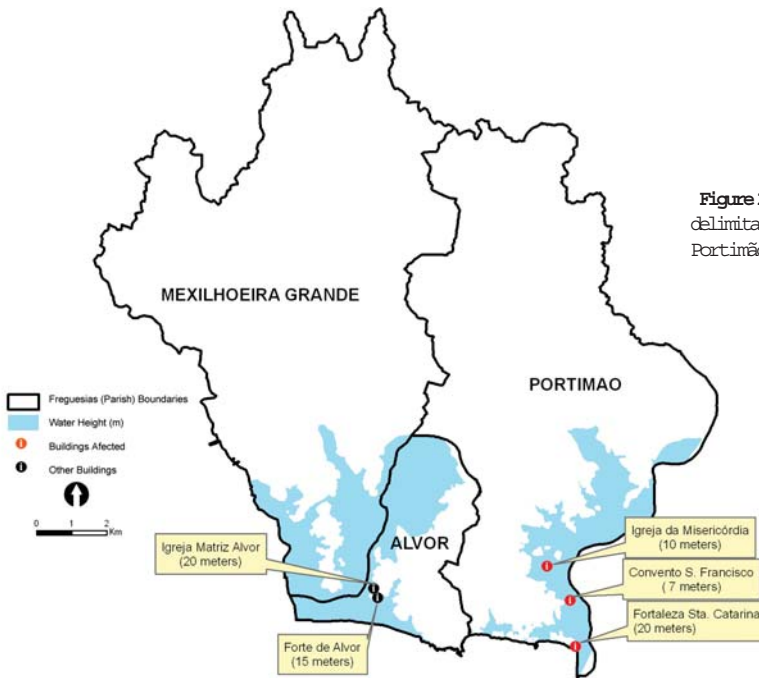 Figure
delimita
Portimão
MEXILHOEIRA GRANDE
PORTIMAO
Freguesias (Parish) Boundaries
Water Height (m)
Buildings Afected
Other Buildings
0 1 2
Km
Igreja Matriz Alvor
(20 meters)
ALVOR
Igreja da Misericórdia
(10 meters)
Convento S. Francisco
( 7 meters)
Fortaleza Sta. Catarina
(20 meters)
Forte de Alvor
(15 meters)